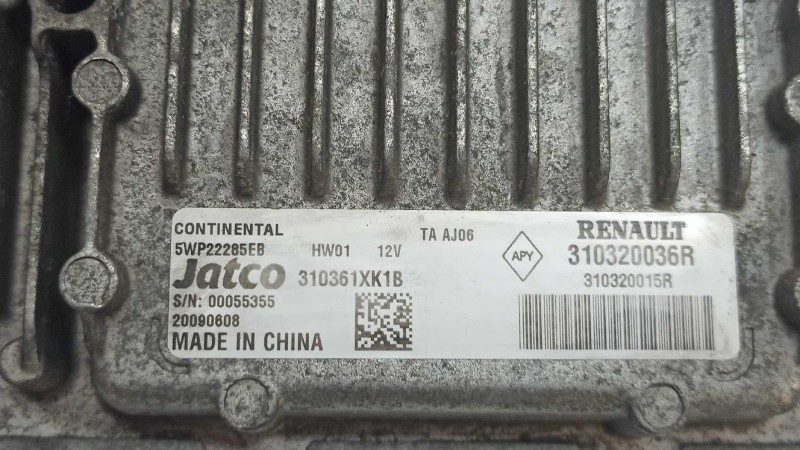 CONTINENTAL
5WP22285EB HW01 12V TA AJ06
Jatco 310361XK1B
S/N: 00055355
20090608
MADE IN CHINA
APY
RENAULT
310320036R
310320015R